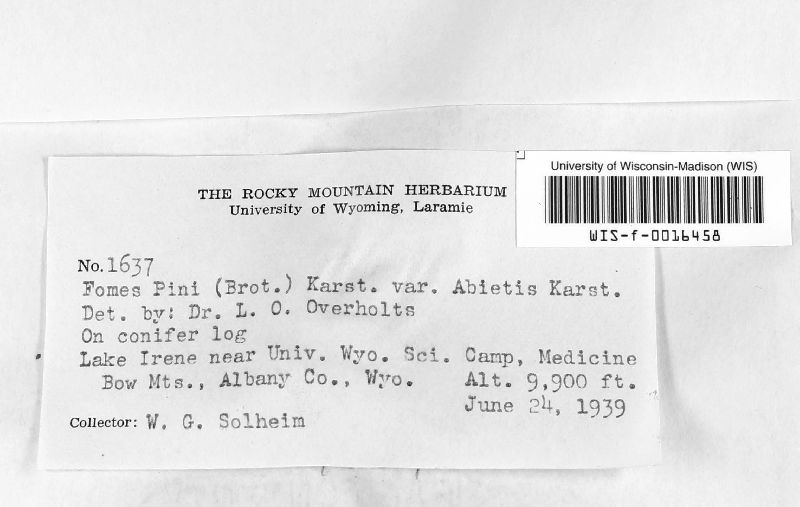 University of Wisconsin-Madison (WIS)
WIS-f-0016458
THE ROCKY MOUNTAIN HERBARIUM
University of Wyoming, Laramie
No. 1637
Fomes Pini (Brot.) Karst. var. Abietis Karst.
Det. by: Dr. L. O. Overholts
On conifer log
Lake Irene near Univ. Wyo. Sci. Camp, Medicine
Bow Mts., Albany Co., Wyo. Alt. 9,900 ft.
June 24, 1939
Collector: W. G. Solheim